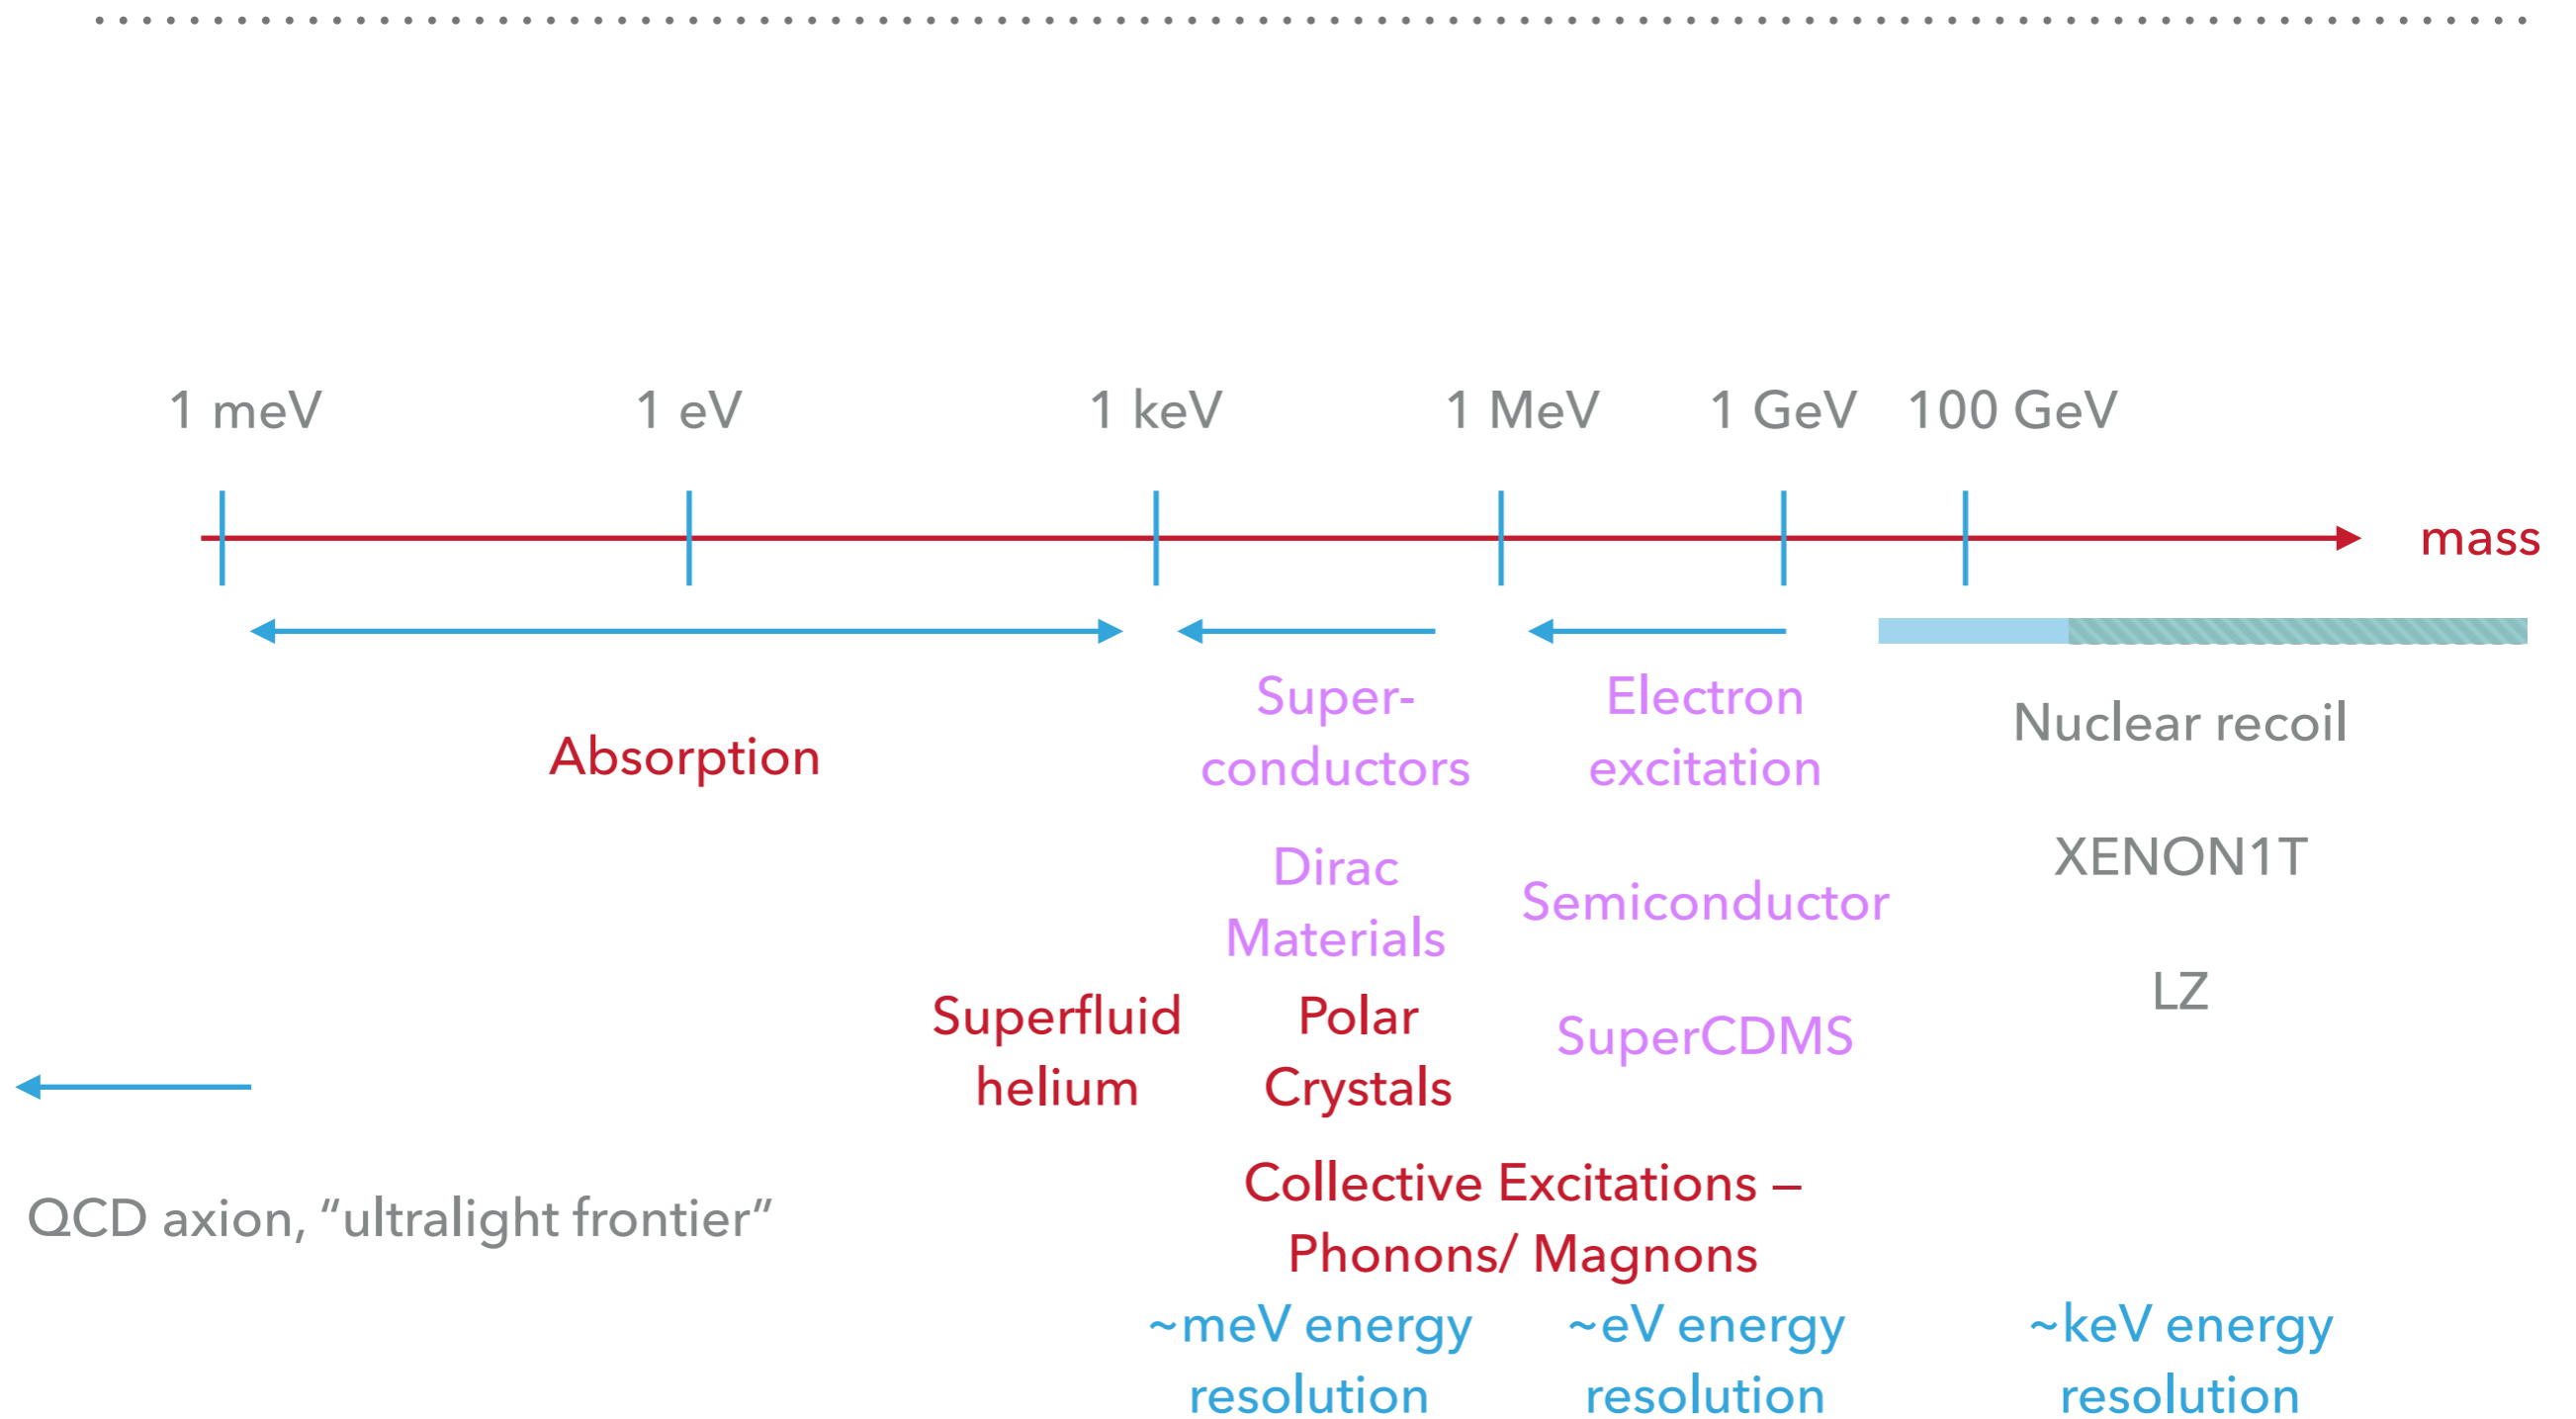 1 meV
1 eV
1 keV
1 MeV
1 GeV
100 GeV
mass
Absorption
Super-
conductors
Dirac
Materials
Electron
excitation
Semiconductor
SuperCDMS
Nuclear recoil
XENON1T
LZ
Superfluid
helium
Polar
Crystals
QCD axion, “ultralight frontier”
Collective Excitations —
Phonons/ Magnons
~meV energy
resolution
~eV energy
resolution
~keV energy
resolution